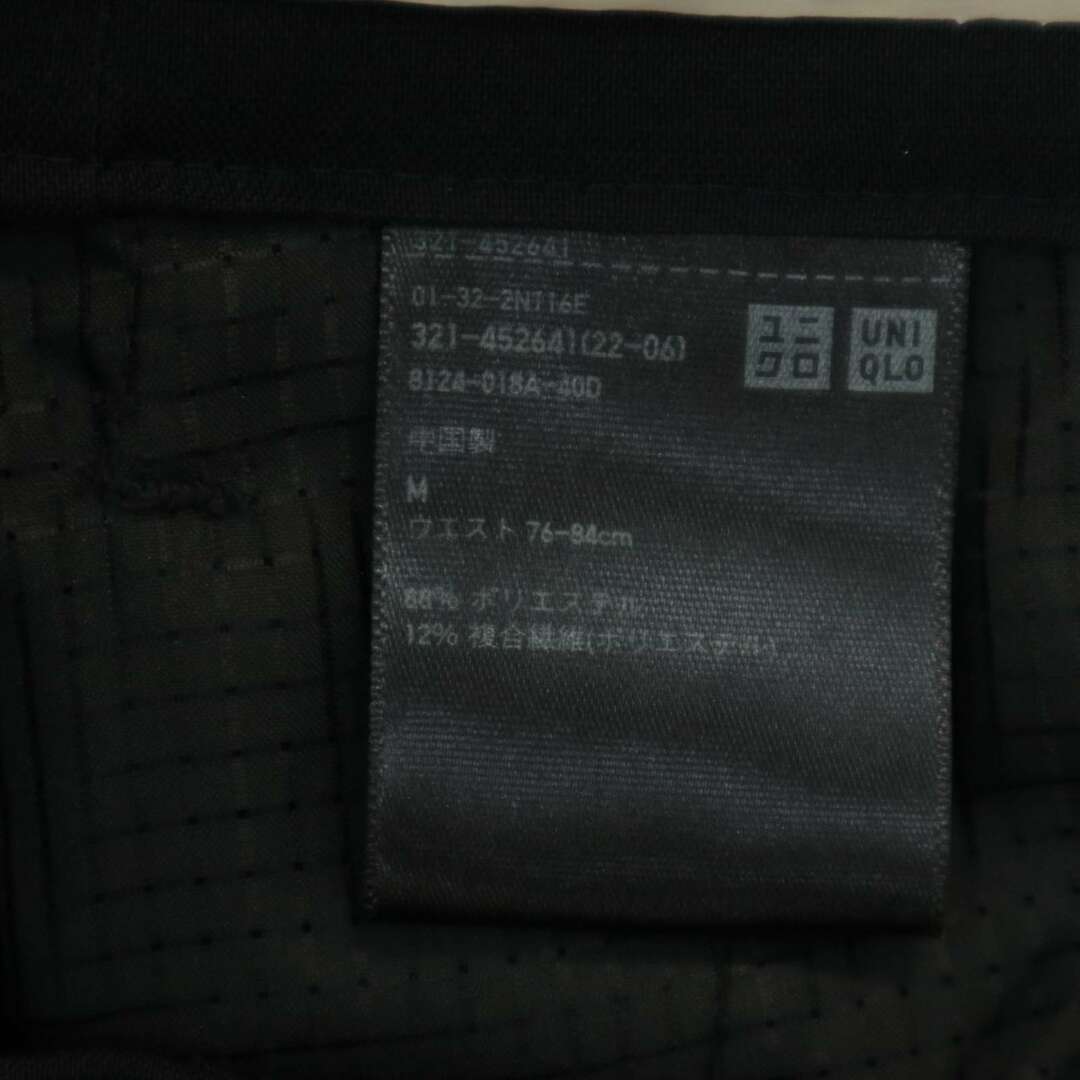 321-452641
01-32-2NT16E
321-452641(22-06)
8124-018A-40D
ユニ
クロ
UNI
QLO
中国製
M
ウエスト 76-84cm
88% ポリエステル
12% 複合繊維(ポリエステル)